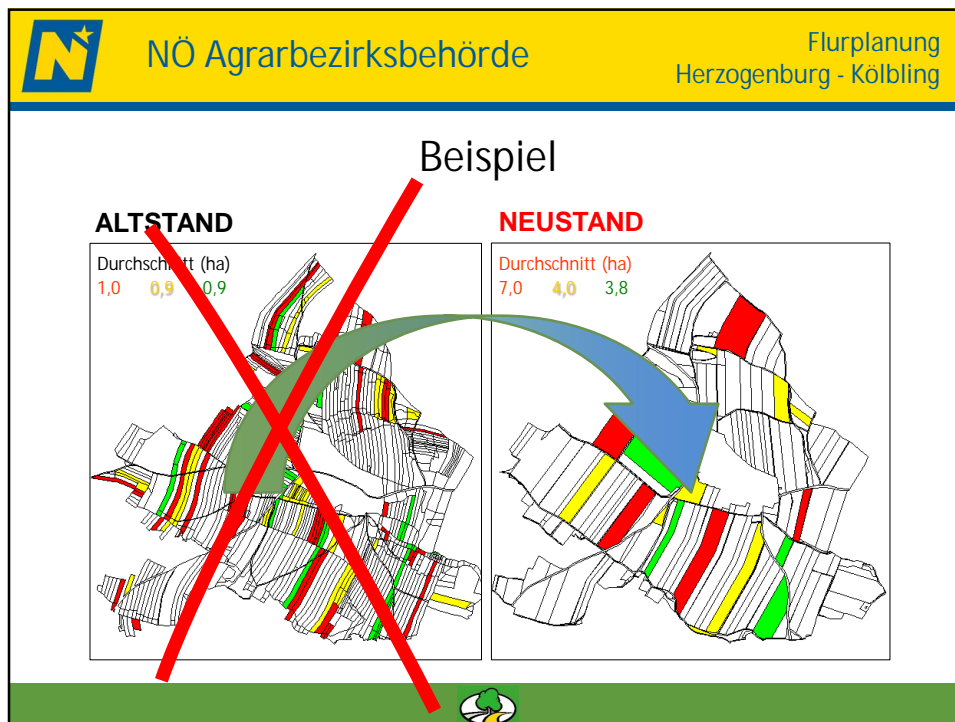 NÖ Agrarbezirksbehörde
Flurplanung
Herzogenburg - Kölbling
Beispiel
ALTSTAND
Durchschnitt (ha)
1,0 0,9 0,9
NEUSTAND
Durchschnitt (ha)
7,0 4,0 3,8